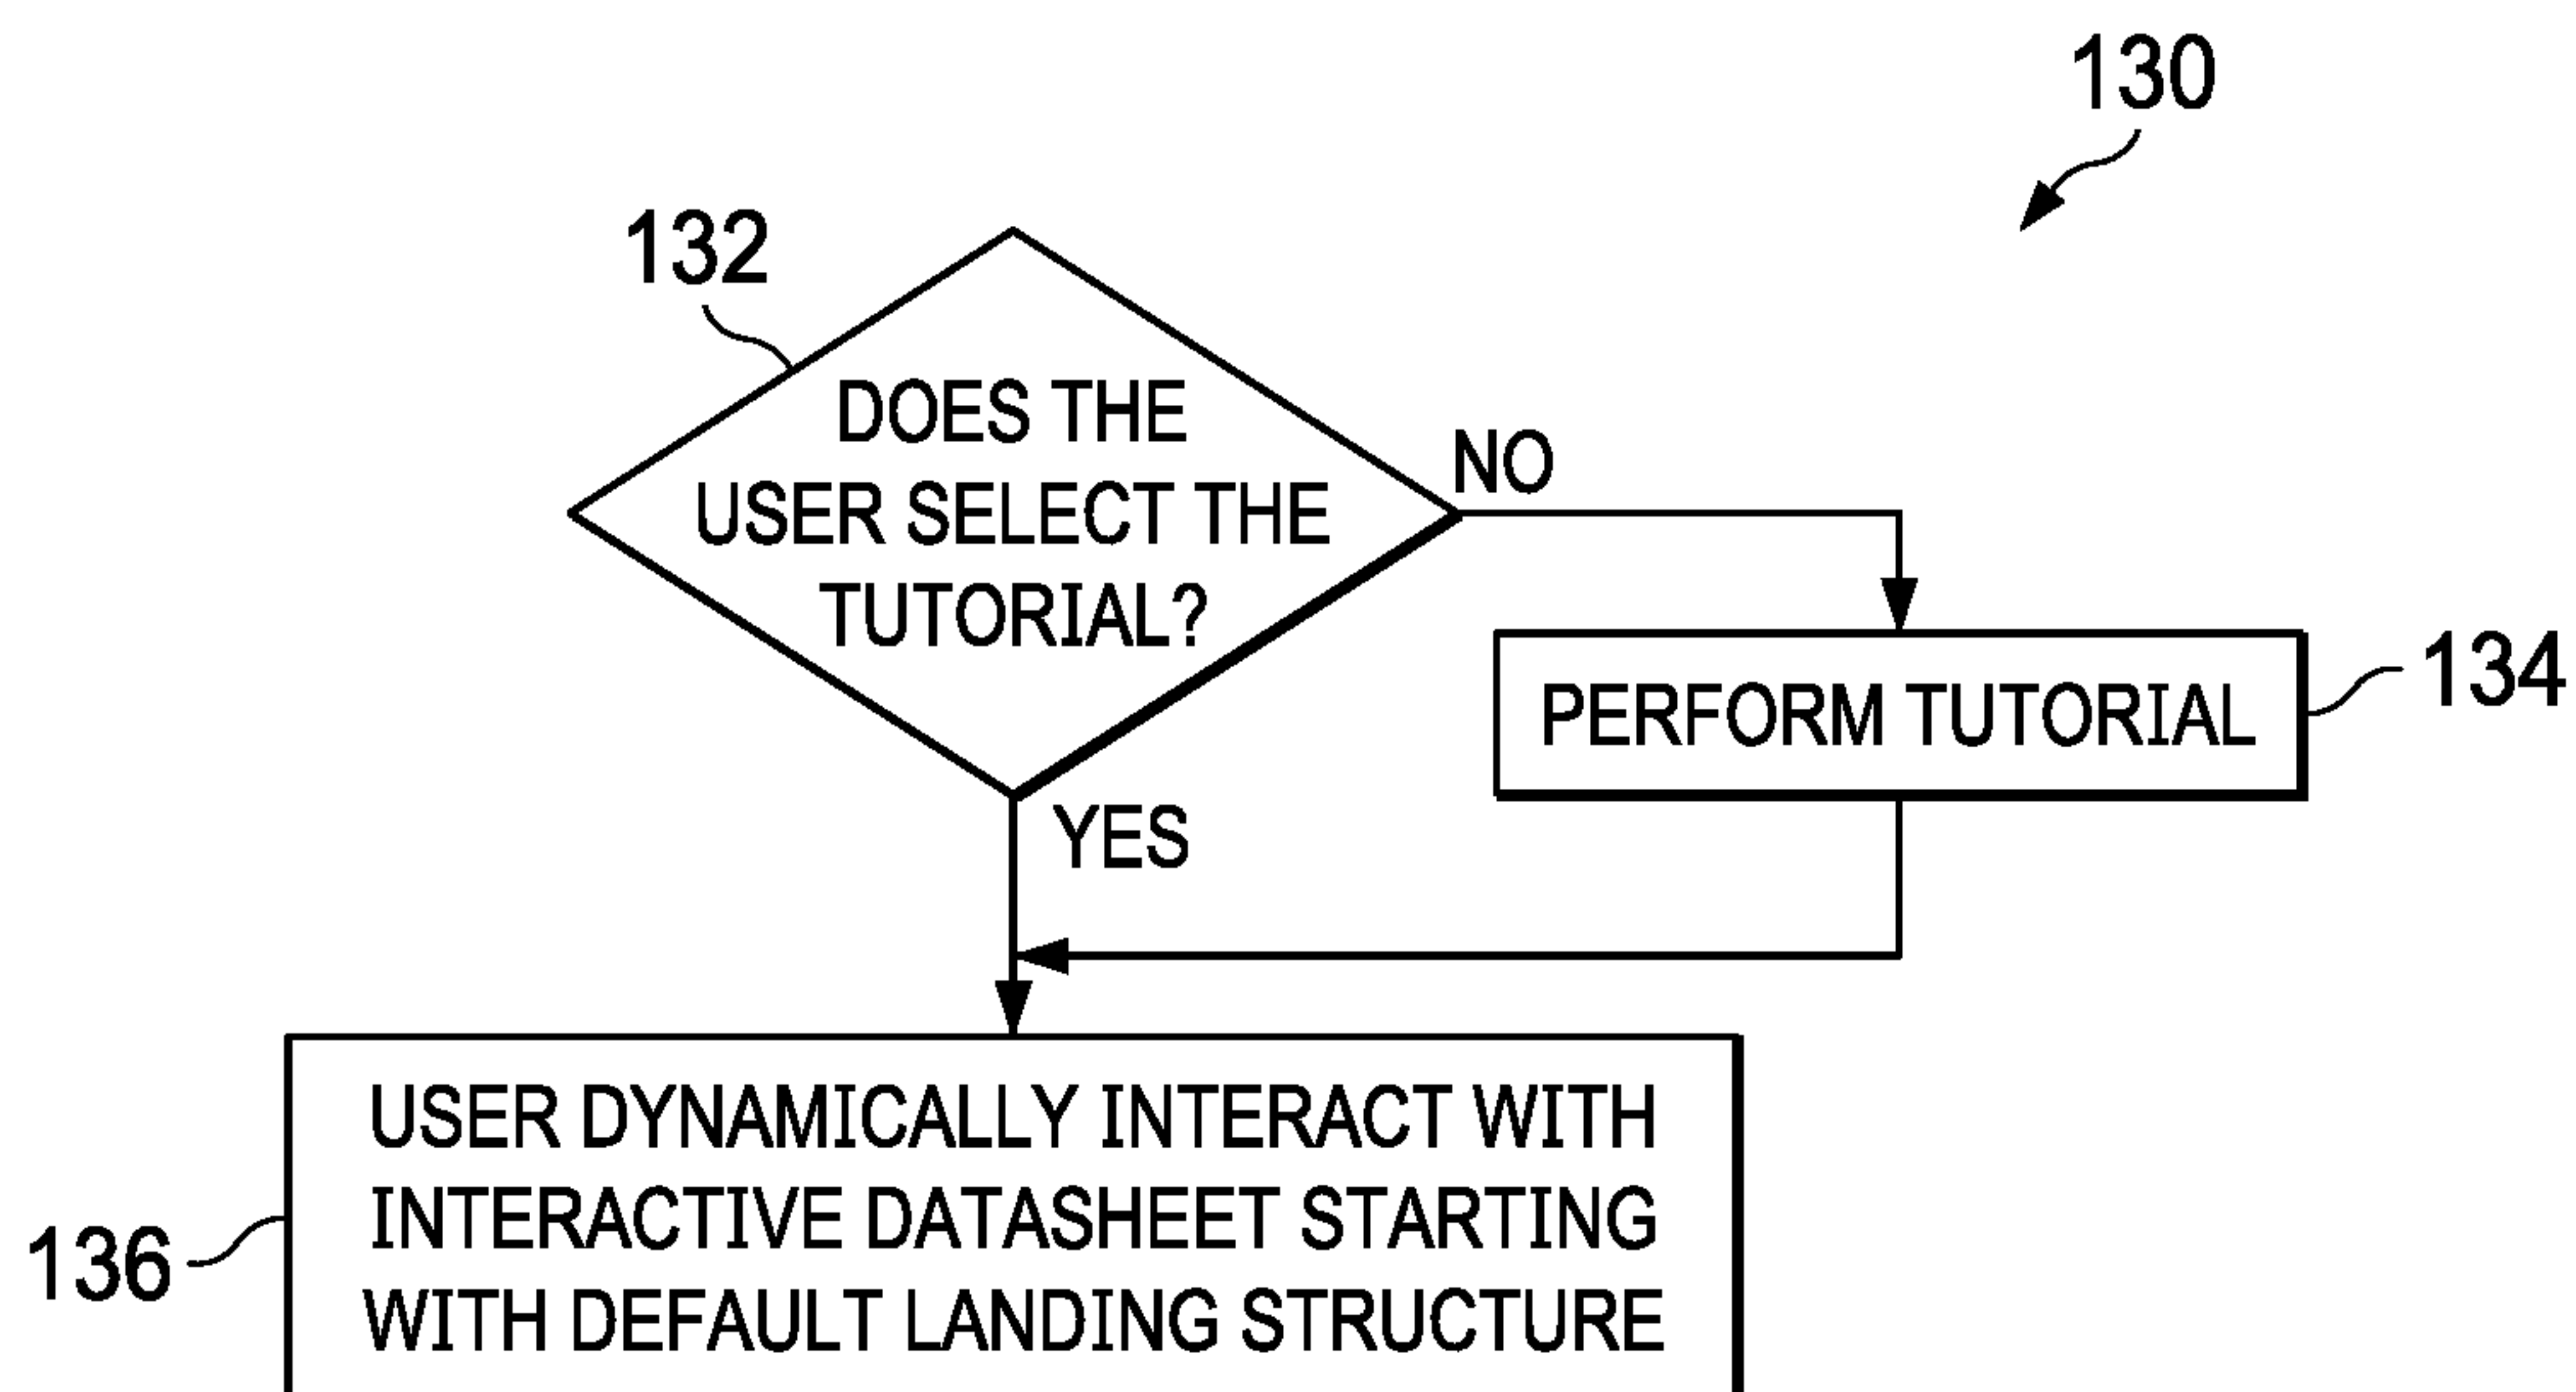 130
132
DOES THE
USER SELECT THE
TUTORIAL?
NO
PERFORM TUTORIAL
134
YES
USER DYNAMICALLY INTERACT WITH
INTERACTIVE DATASHEET STARTING
WITH DEFAULT LANDING STRUCTURE
136